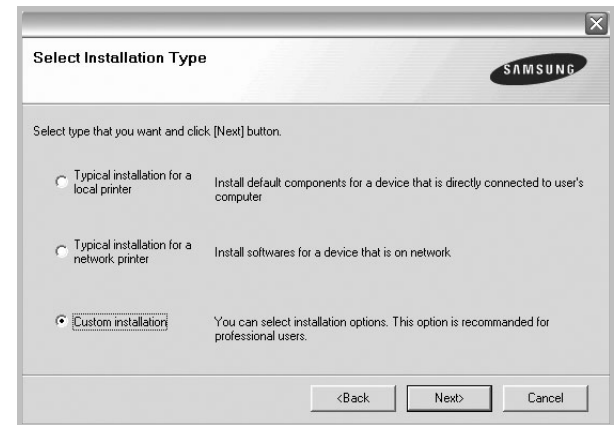 Select Installation Type
SAMSUNG
Select type that you want and click [Next] button.
Typical installation for a
local printer
Install default components for a device that is directly connected to user's
computer
Typical installation for a
network printer
Install softwares for a device that is on network
Custom installation
You can select installation options. This option is recommanded for
professional users.
<Back
Next>
Cancel